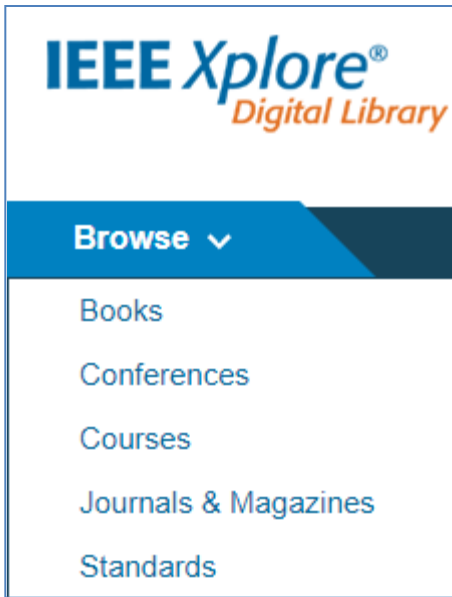 IEEE Xplore®
Digital Library
Browse
Books
Conferences
Courses
Journals & Magazines
Standards